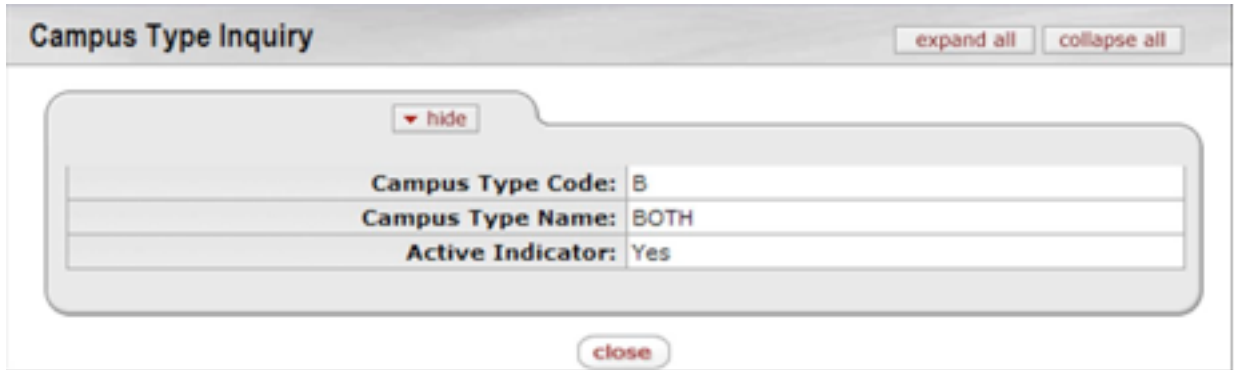 Campus Type Inquiry expand all collapse all
hide
Campus Type Code: B
Campus Type Name: BOTH
Active Indicator: Yes
close